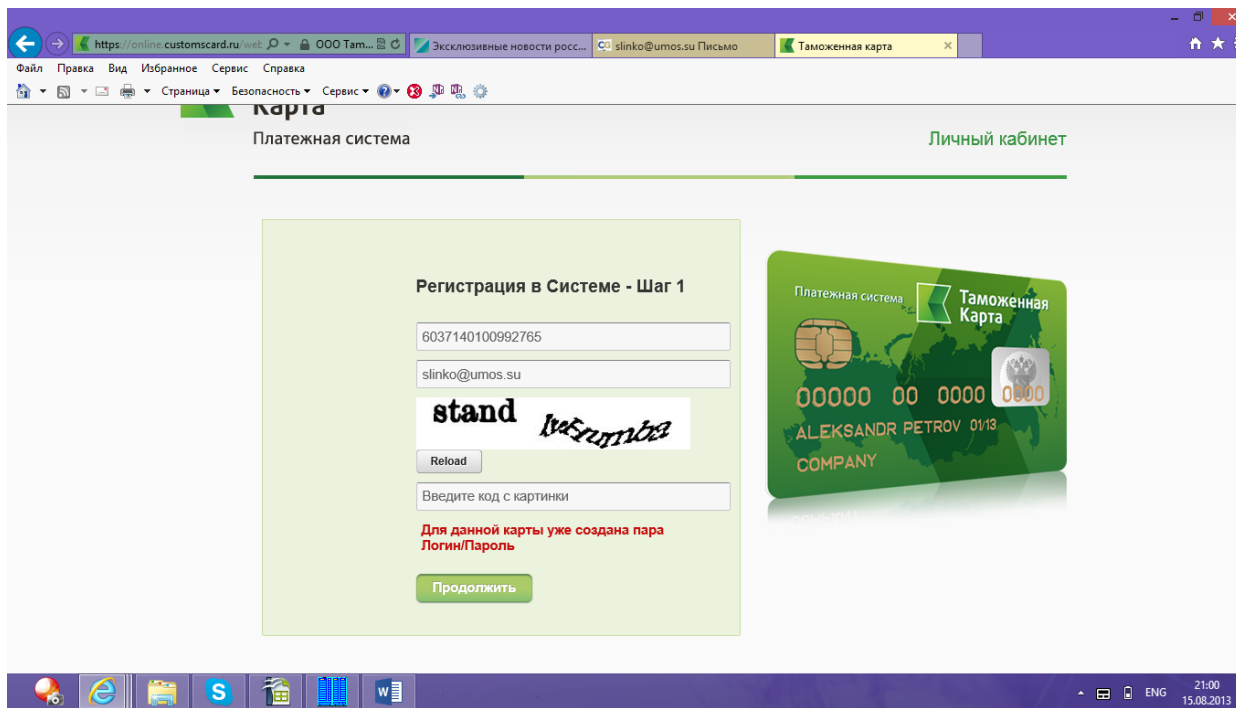 https://online.customscard.ru/web
ООО Там...
Эксклюзивные новости росс...
slinko@umos.su Письмо
Таможенная карта
Файл Правка Вид Избранное Сервис Справка
Страница Безопасность Сервис
Карта
Платежная система
Личный кабинет
Регистрация в Системе - Шаг 1
6037140100992765
slinko@umos.su
stand
Reload
Введите код с картинки
Для данной карты уже создана пара
Логин/Пароль
Продолжить
Платежная система
Таможенная
Карта
00000 00 0000 0000
ALEKSANDR PETROV 01/13
COMPANY
ENG
21:00
15.08.2013